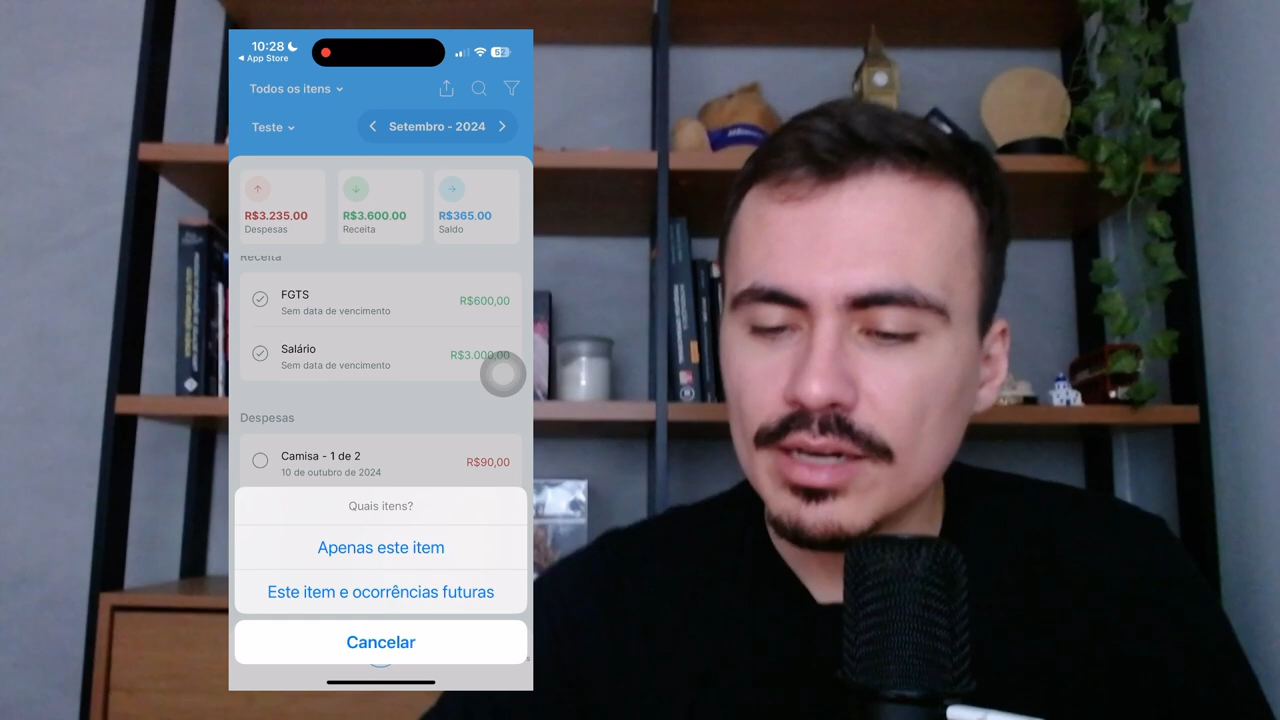 10:28
App Store
52
Todos os itens
Teste
Setembro - 2024
R$3.235.00
Despesas
R$3.600.00
Receita
R$365.00
Saldo
Receita
FGTS
Sem data de vencimento
R$600,00
Salário
Sem data de vencimento
R$3.000,00
Despesas
Camisa - 1 de 2
10 de outubro de 2024
R$90,00
Quais itens?
Apenas este item
Este item e ocorrências futuras
Cancelar